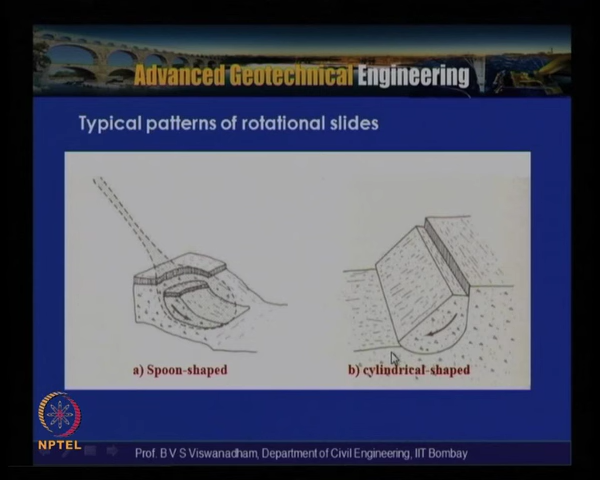 Advanced Geotechnical Engineering
Typical patterns of rotational slides
a) Spoon-shaped
b) cylindrical-shaped
NPTEL
Prof. B V S Viswanadham, Department of Civil Engineering, IIT Bombay